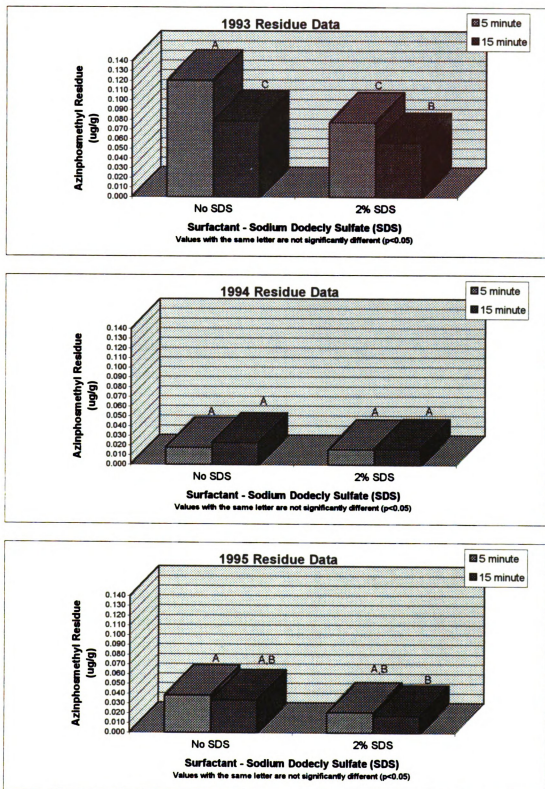 1993 Residue Data
5 minute
15 minute
Azinphosmethyl Residue
(ug/g)
0.140
0.130
0.120
0.110
0.100
0.090
0.080
0.070
0.060
0.050
0.040
0.030
0.020
0.010
0.000
A
C
C
B
No SDS
2% SDS
Surfactant - Sodium Dodecly Sulfate (SDS)
Values with the same letter are not significantly different (p<0.05)
1994 Residue Data
5 minute
15 minute
Azinphosmethyl Residue
(ug/g)
0.140
0.130
0.120
0.110
0.100
0.090
0.080
0.070
0.060
0.050
0.040
0.030
0.020
0.010
0.000
A
A
A
A
No SDS
2% SDS
Surfactant - Sodium Dodecly Sulfate (SDS)
Values with the same letter are not significantly different (p<0.05)
1995 Residue Data
5 minute
15 minute
Azinphosmethyl Residue
(ug/g)
0.140
0.130
0.120
0.110
0.100
0.090
0.080
0.070
0.060
0.050
0.040
0.030
0.020
0.010
0.000
A
A,B
A,B
B
No SDS
2% SDS
Surfactant - Sodium Dodecly Sulfate (SDS)
Values with the same letter are not significantly different (p<0.05)